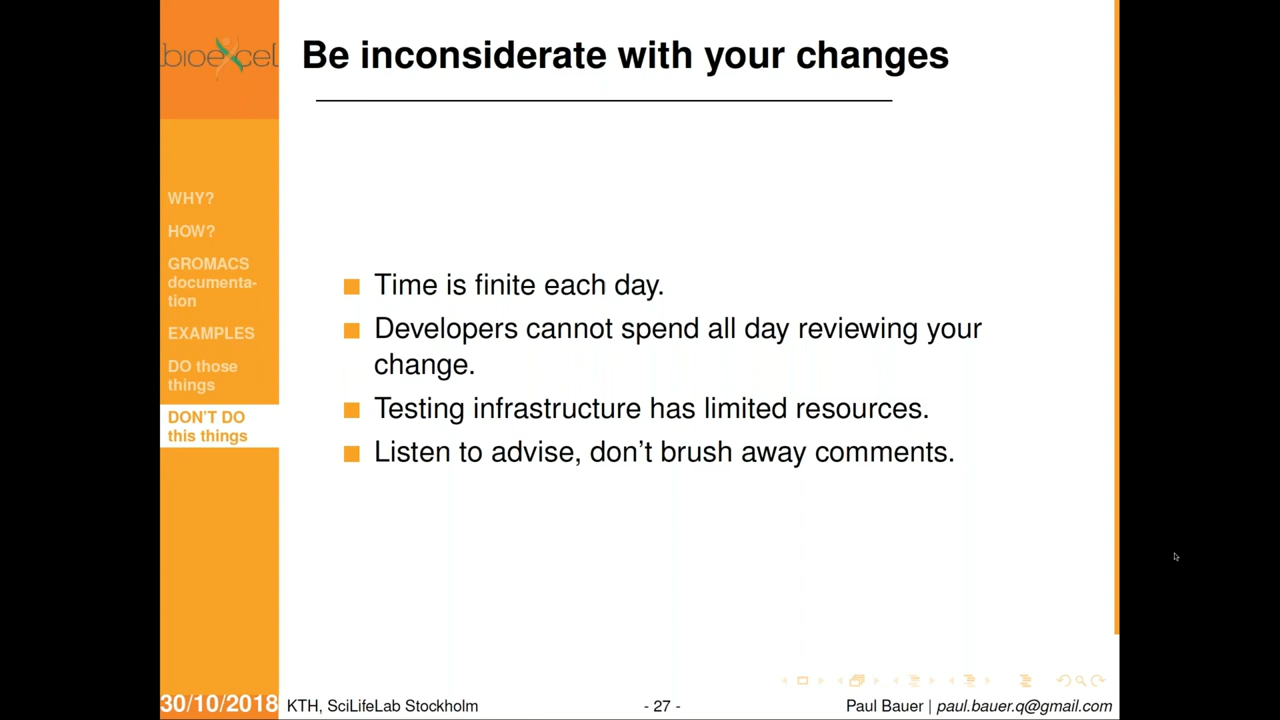 bioexcel
Be inconsiderate with your changes
WHY?
HOW?
GROMACS
documenta-
tion
EXAMPLES
DO those
things
DON'T DO
this things
Time is finite each day.
Developers cannot spend all day reviewing your
change.
Testing infrastructure has limited resources.
Listen to advise, don't brush away comments.
30/10/2018 KTH, SciLifeLab Stockholm - 27 - Paul Bauer | paul.bauer.q@gmail.com